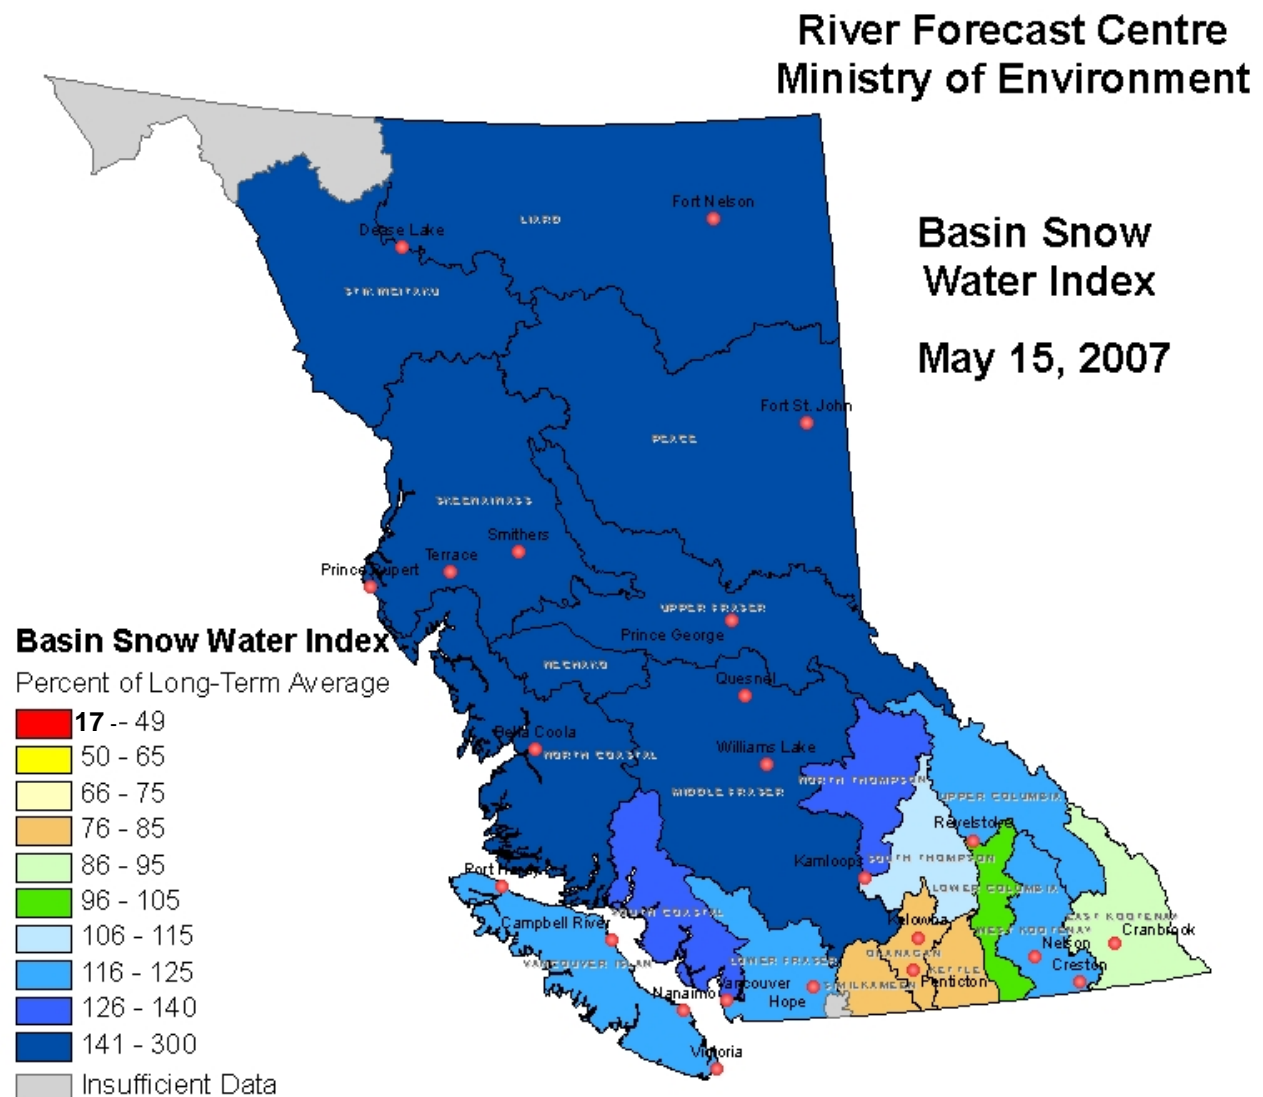 River Forecast Centre
Ministry of Environment
Basin Snow
Water Index
May 15, 2007
Fort Nelson
LIARD
Dease Lake
Fort St. John
PEACE
Smithers
Terrace
Prince Rupert
UPPER FRASER
Prince George
NECHAKO
Quesnel
Bella Coola
NORTH COASTAL
Williams Lake
MIDDLE FRASER
NORTH THOMPSON
UPPER COLUMBIA
Revelstoke
Kamloops
SOUTH THOMPSON
Port Hardy
LOWER COLUMBIA
SOUTH COASTAL
Campbell River
Kelowna
EAST KOOTENAY
WEST KOOTENAY
Cranbrook
Nelson
OKANAGAN
LOWER FRASER
VANCOUVER ISLAN
Creston
KETTLE
Penticton
SIMILKAMEEN
Vancouver
Nanaimo
Hope
Victoria
Basin Snow Water Index
Percent of Long-Term Average
17 -- 49
50 - 65
66 - 75
76 - 85
86 - 95
96 - 105
106 - 115
116 - 125
126 - 140
141 - 300
Insufficient Data